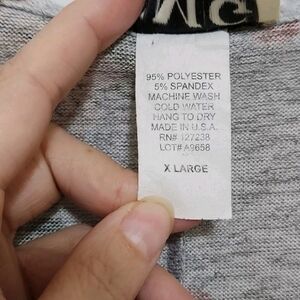 95% POLYESTER
5% SPANDEX
MACHINE WASH
COLD WATER
HANG TO DRY
MADE IN U.S.A.
RN# 127238
LOT# A9658
X LARGE